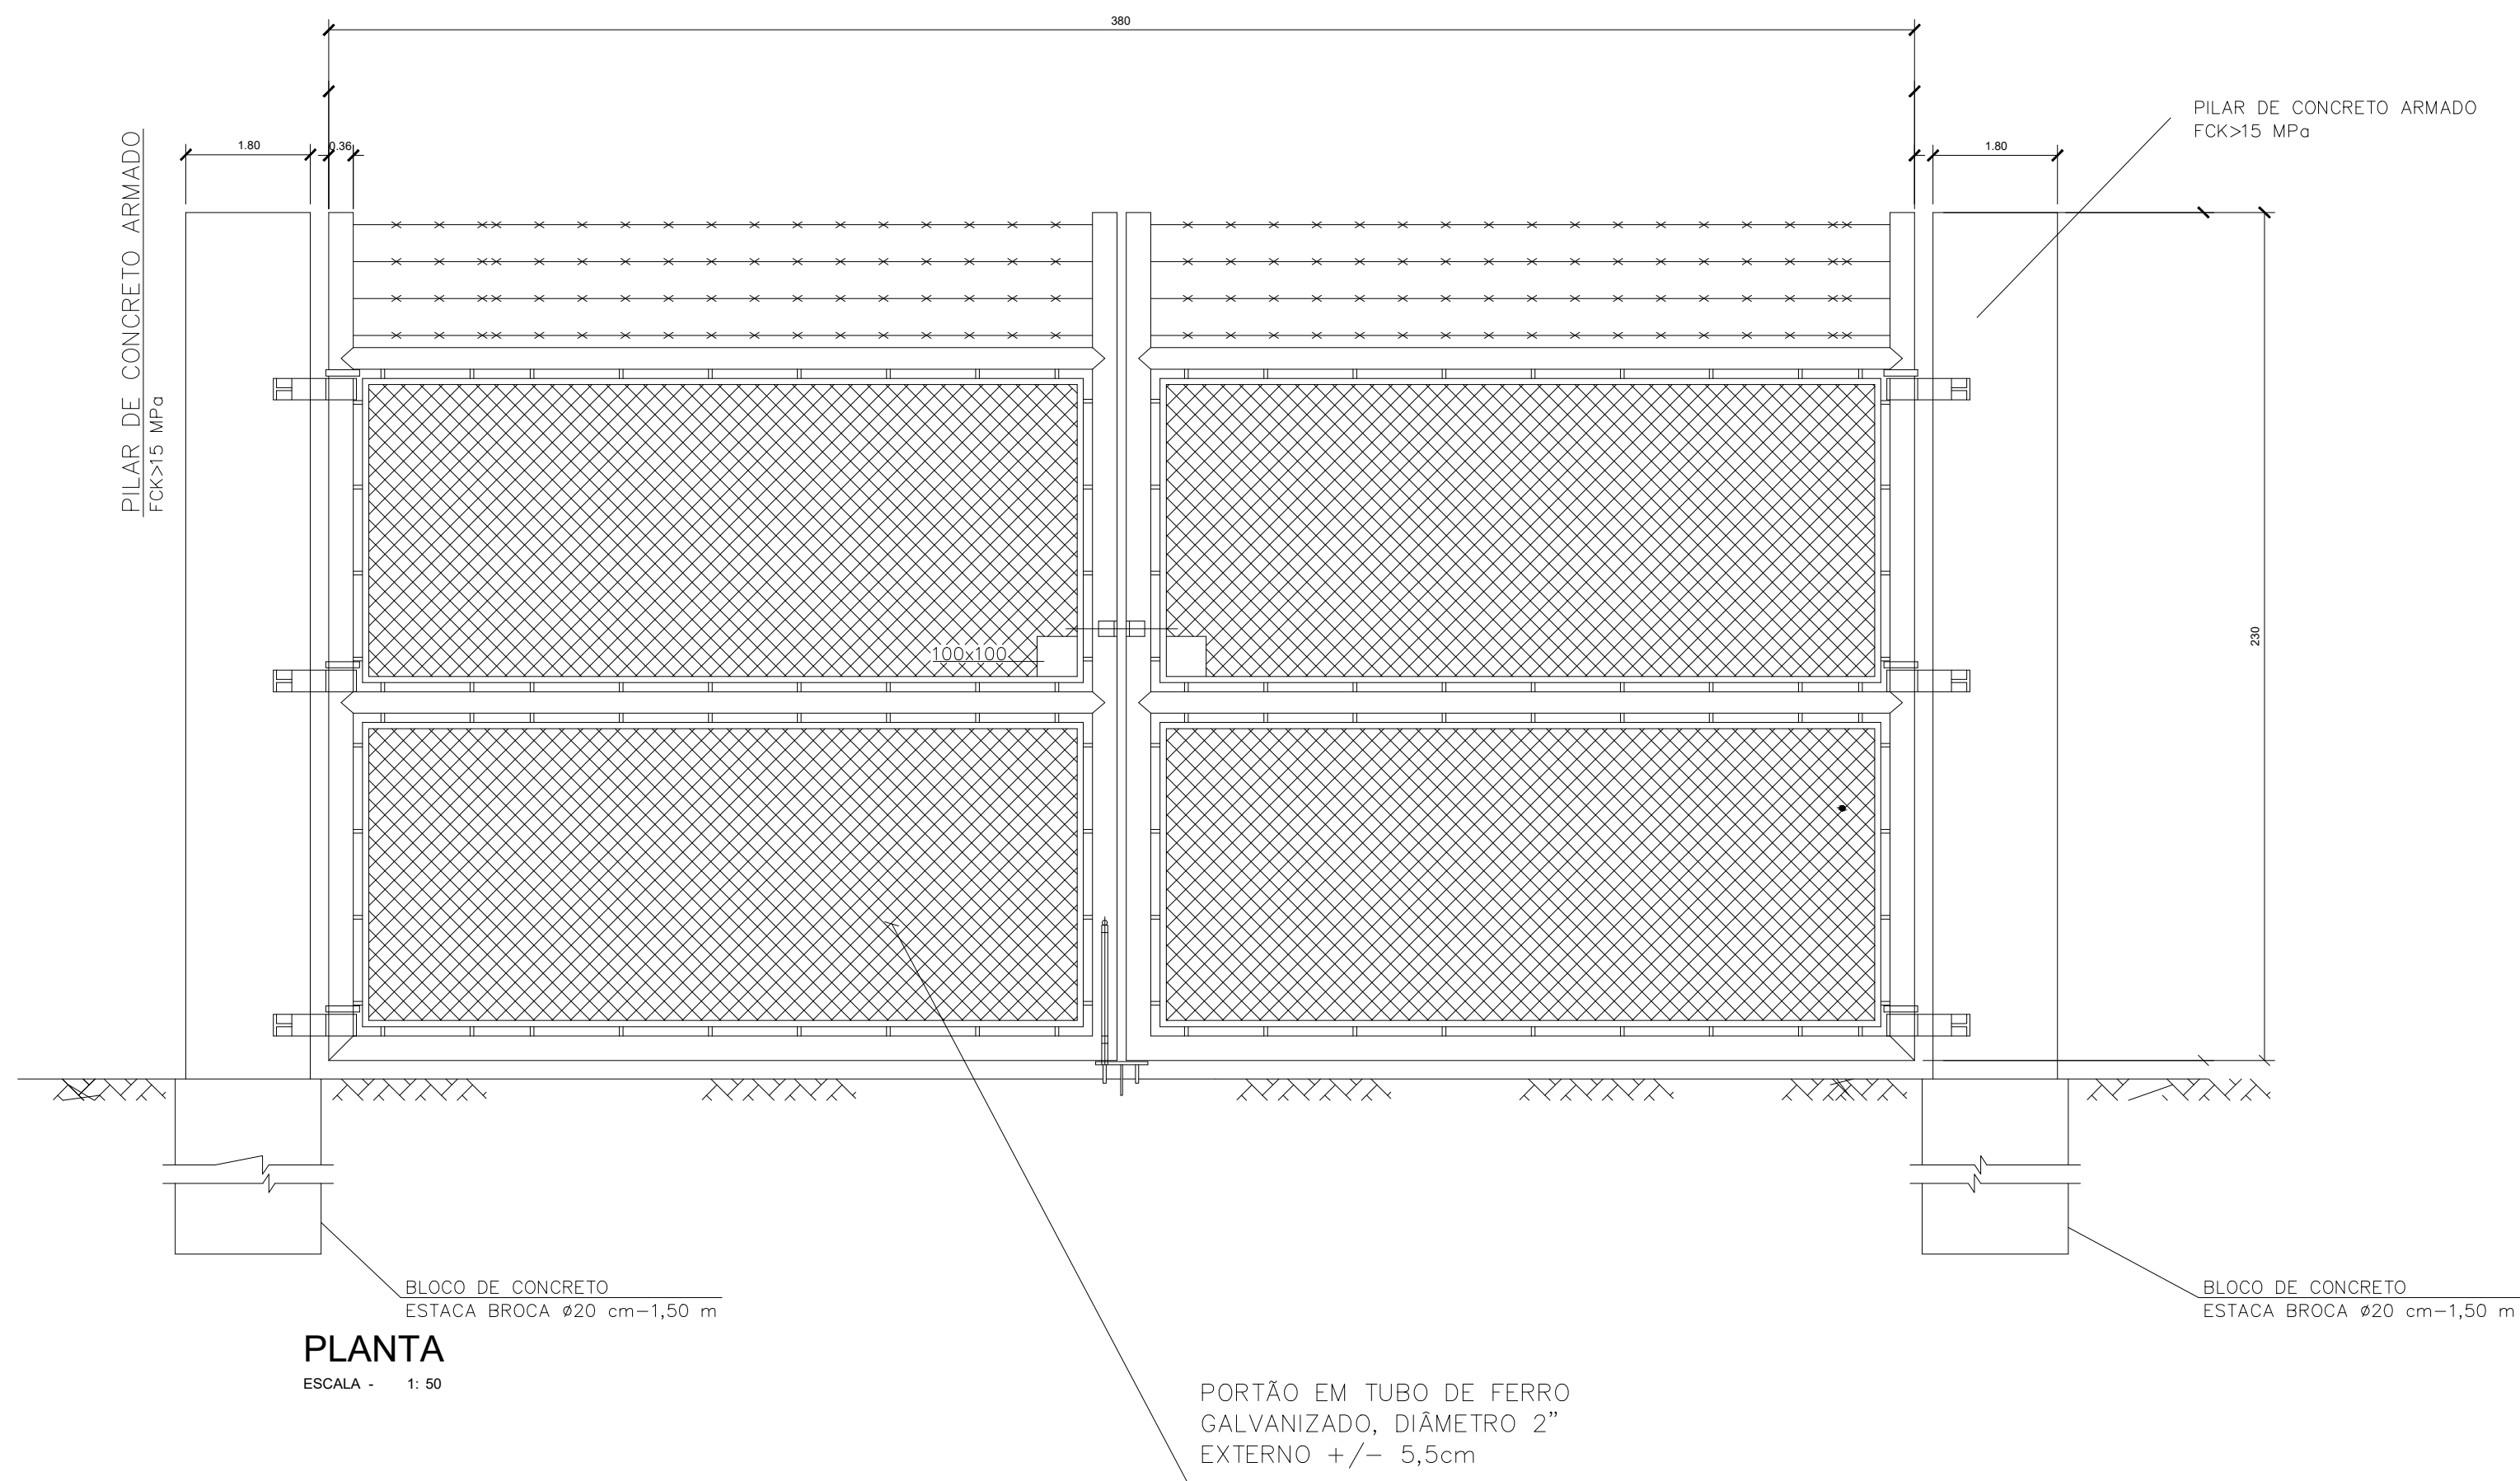 380
PILAR DE CONCRETO ARMADO
FCK>15 MPa
1.80
0.36
1.80
PILAR DE CONCRETO ARMADO
FCK>15 MPa
230
100x100
BLOCO DE CONCRETO
ESTACA BROCA ø20 cm-1,50 m
BLOCO DE CONCRETO
ESTACA BROCA ø20 cm-1,50 m
PLANTA
ESCALA - 1: 50
PORTÃO EM TUBO DE FERRO
GALVANIZADO, DIÂMETRO 2”
EXTERNO +/- 5,5cm